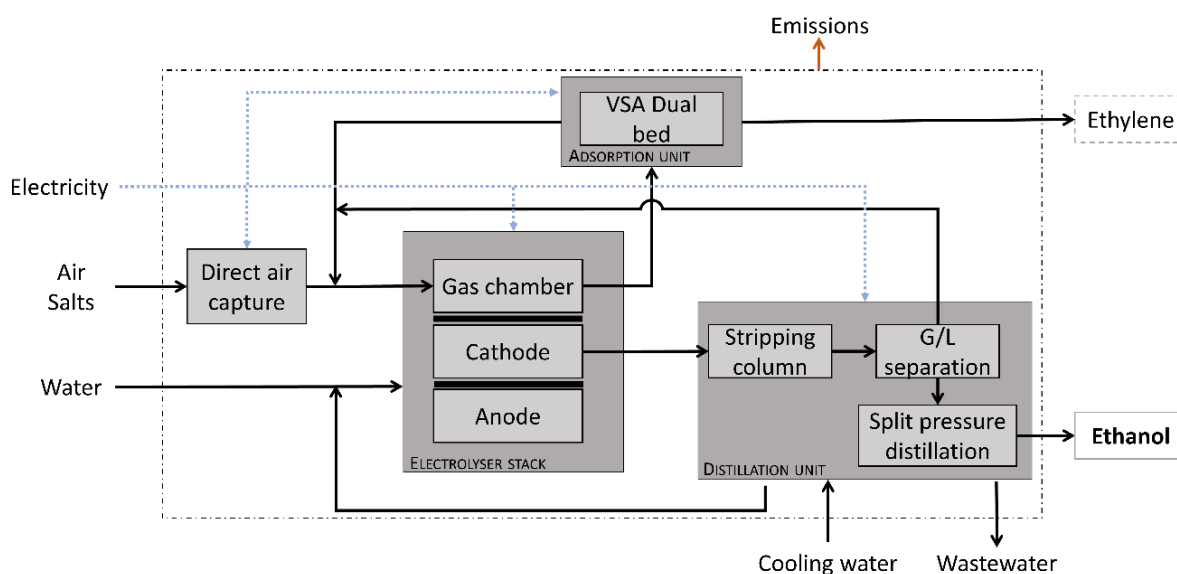 Emissions
VSA Dual
bed
ADSORPTION UNIT
Ethylene
Electricity
Air
Salts
Direct air
capture
Gas chamber
Cathode
Anode
ELECTROLYSER STACK
Water
Stripping
column
G/L
separation
Split pressure
distillation
DISTILLATION UNIT
Ethanol
Cooling water
Wastewater